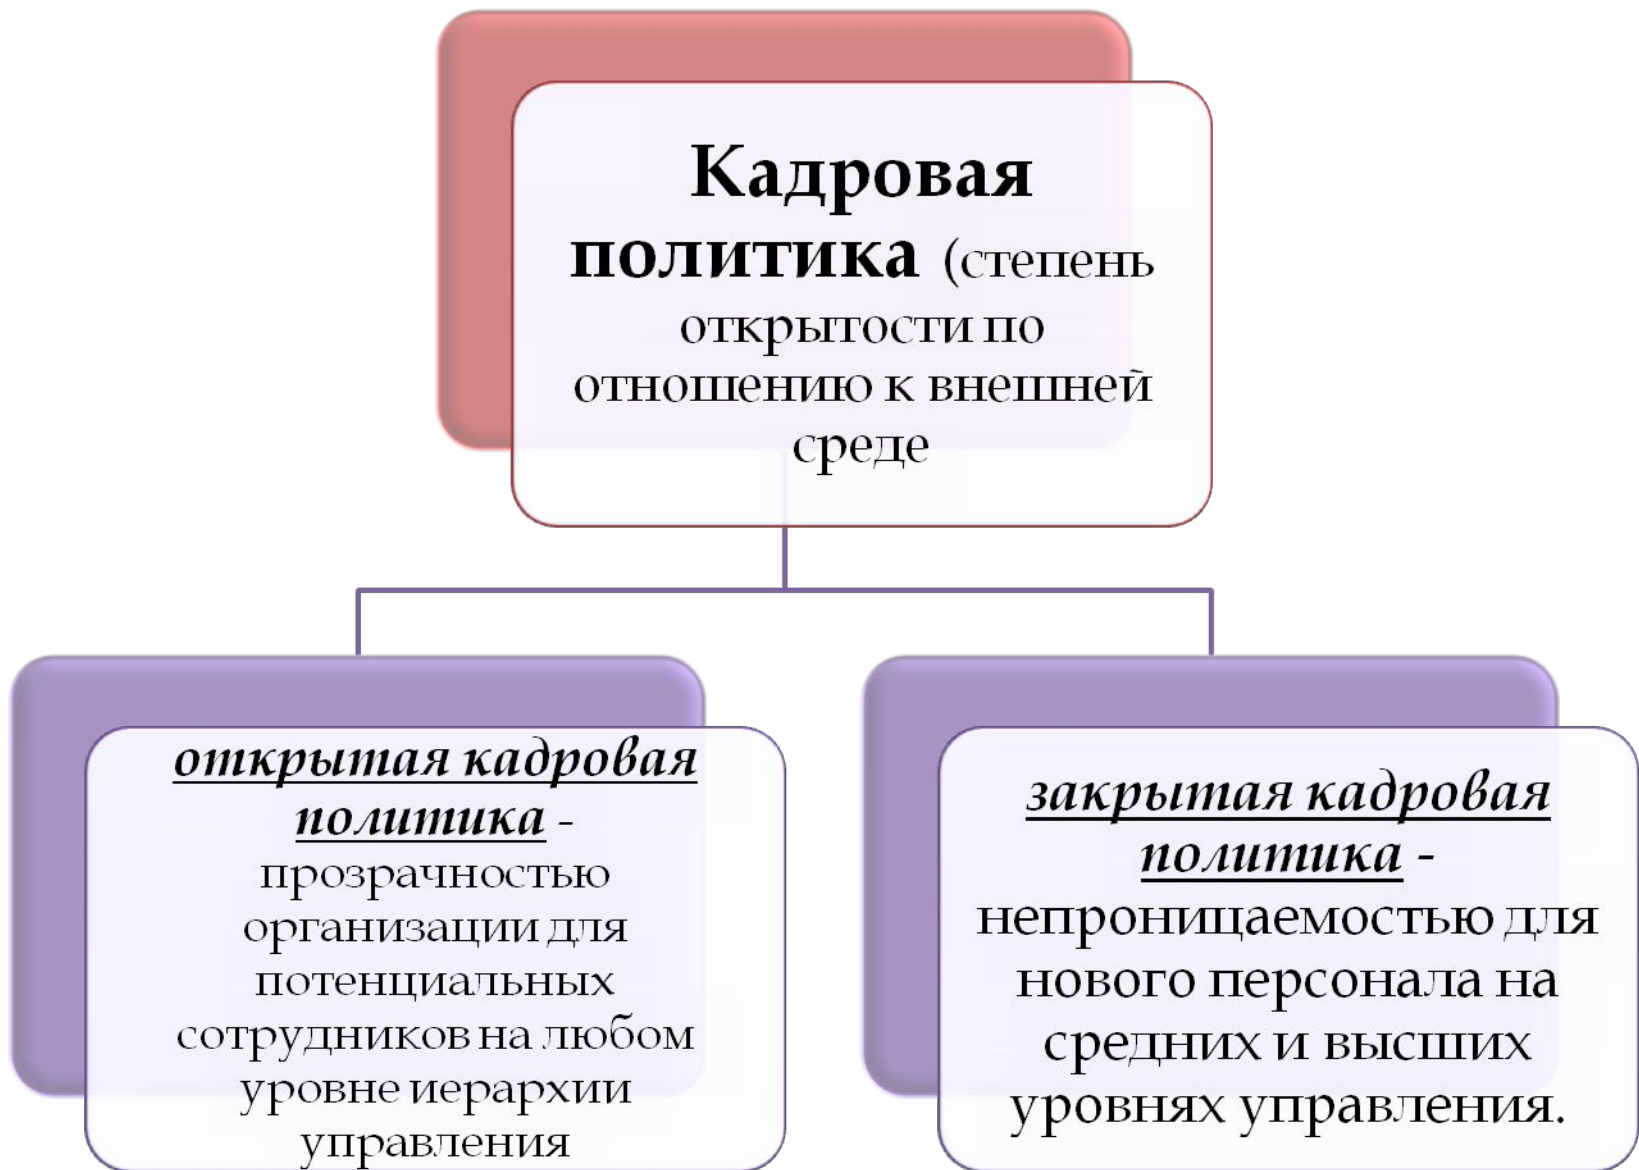 Кадровая
политика (степень
открытости по
отношению к внешней
среде
открытая кадровая
политика -
прозрачностью
организации для
потенциальных
сотрудников на любом
уровне иерархии
управления
закрытая кадровая
политика -
непроницаемостью для
нового персонала на
средних и высших
уровнях управления.